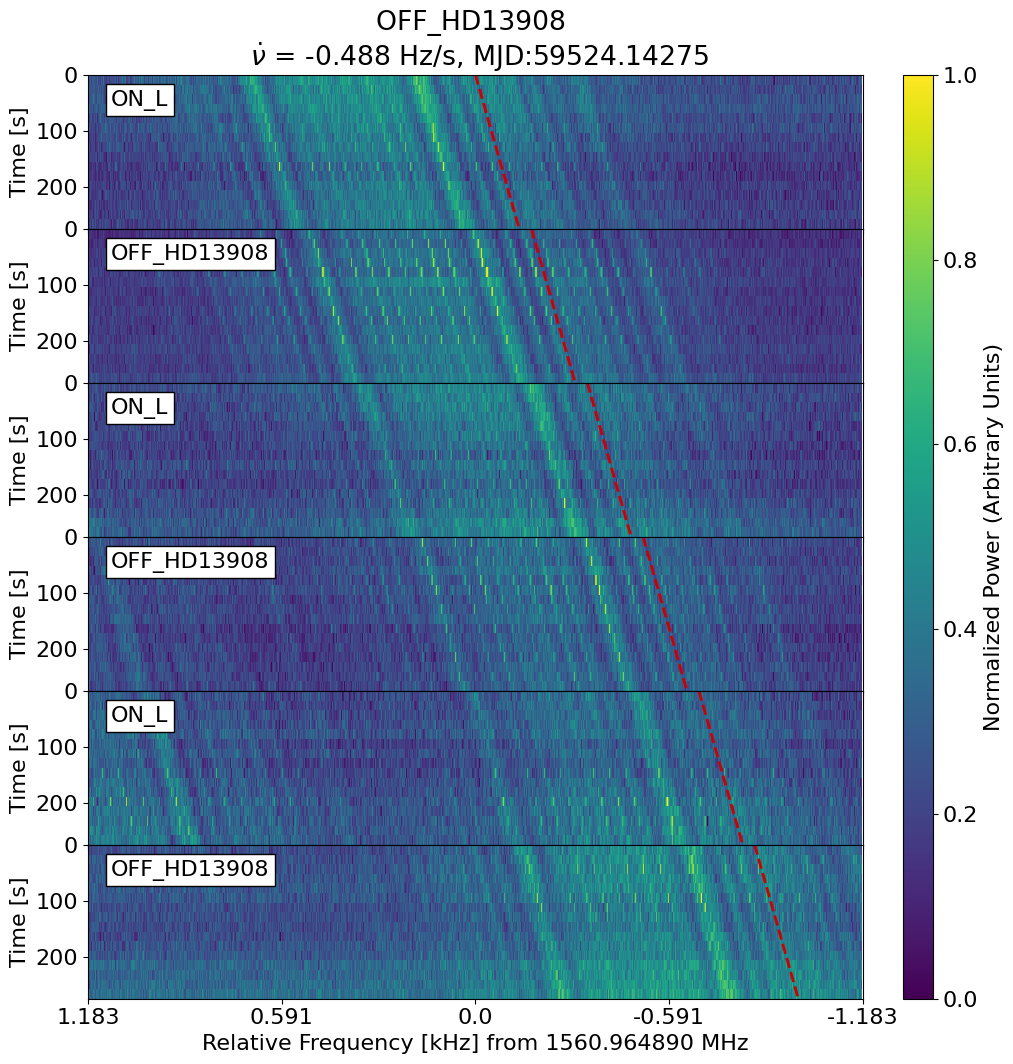 OFF_HD13908
ν̇ = -0.488 Hz/s, MJD:59524.14275
0
ON_L
100
200
Time [s]
0
OFF_HD13908
100
200
Time [s]
0
ON_L
100
200
Time [s]
0
OFF_HD13908
100
200
Time [s]
0
ON_L
100
200
Time [s]
0
OFF_HD13908
100
200
Time [s]
1.183 0.591 0.0 -0.591 -1.183
Relative Frequency [kHz] from 1560.964890 MHz
1.0
0.8
0.6
0.4
0.2
0.0
Normalized Power (Arbitrary Units)